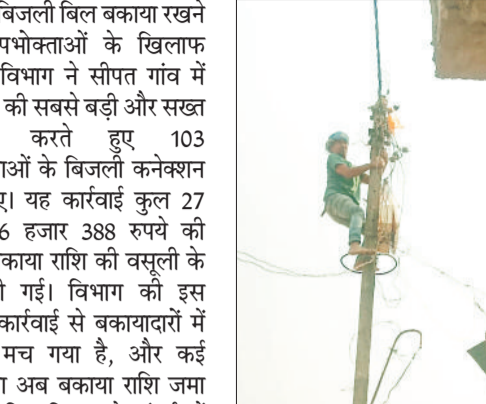 बिजली बिल बकाया रखने
पभोक्ताओं के खिलाफ
विभाग ने सीपत गांव में
की सबसे बड़ी और सख्त
करते हुए 103
ताओं के बिजली कनेक्शन
ए। यह कार्रवाई कुल 27
6 हजार 388 रुपये की
काया राशि की वसूली के
ी गई। विभाग की इस
कार्रवाई से बकायादारों में
मच गया है, और कई
ा अब बकाया राशि जमा